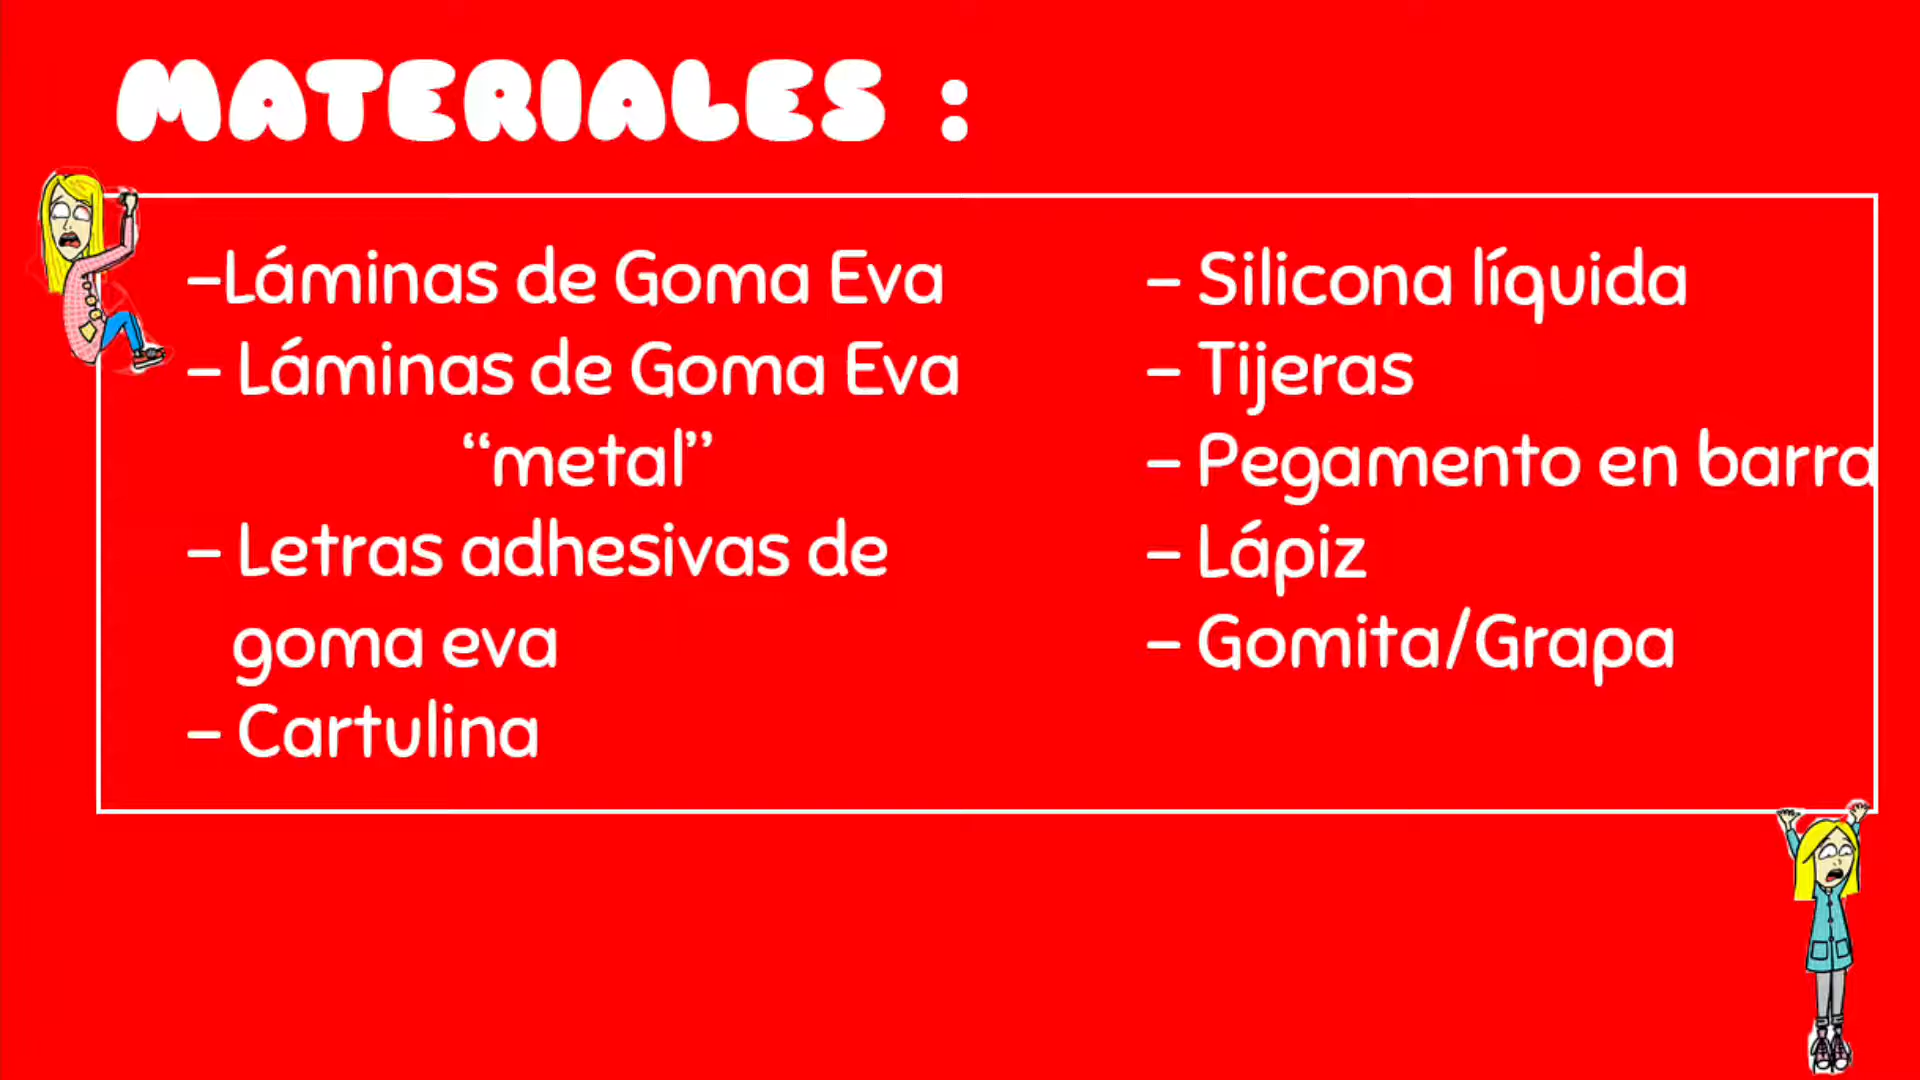 MATERIALES :
-Láminas de Goma Eva
- Láminas de Goma Eva
“metal”
- Letras adhesivas de
goma eva
- Cartulina
- Silicona líquida
- Tijeras
- Pegamento en barra
- Lápiz
- Gomita/Grapa